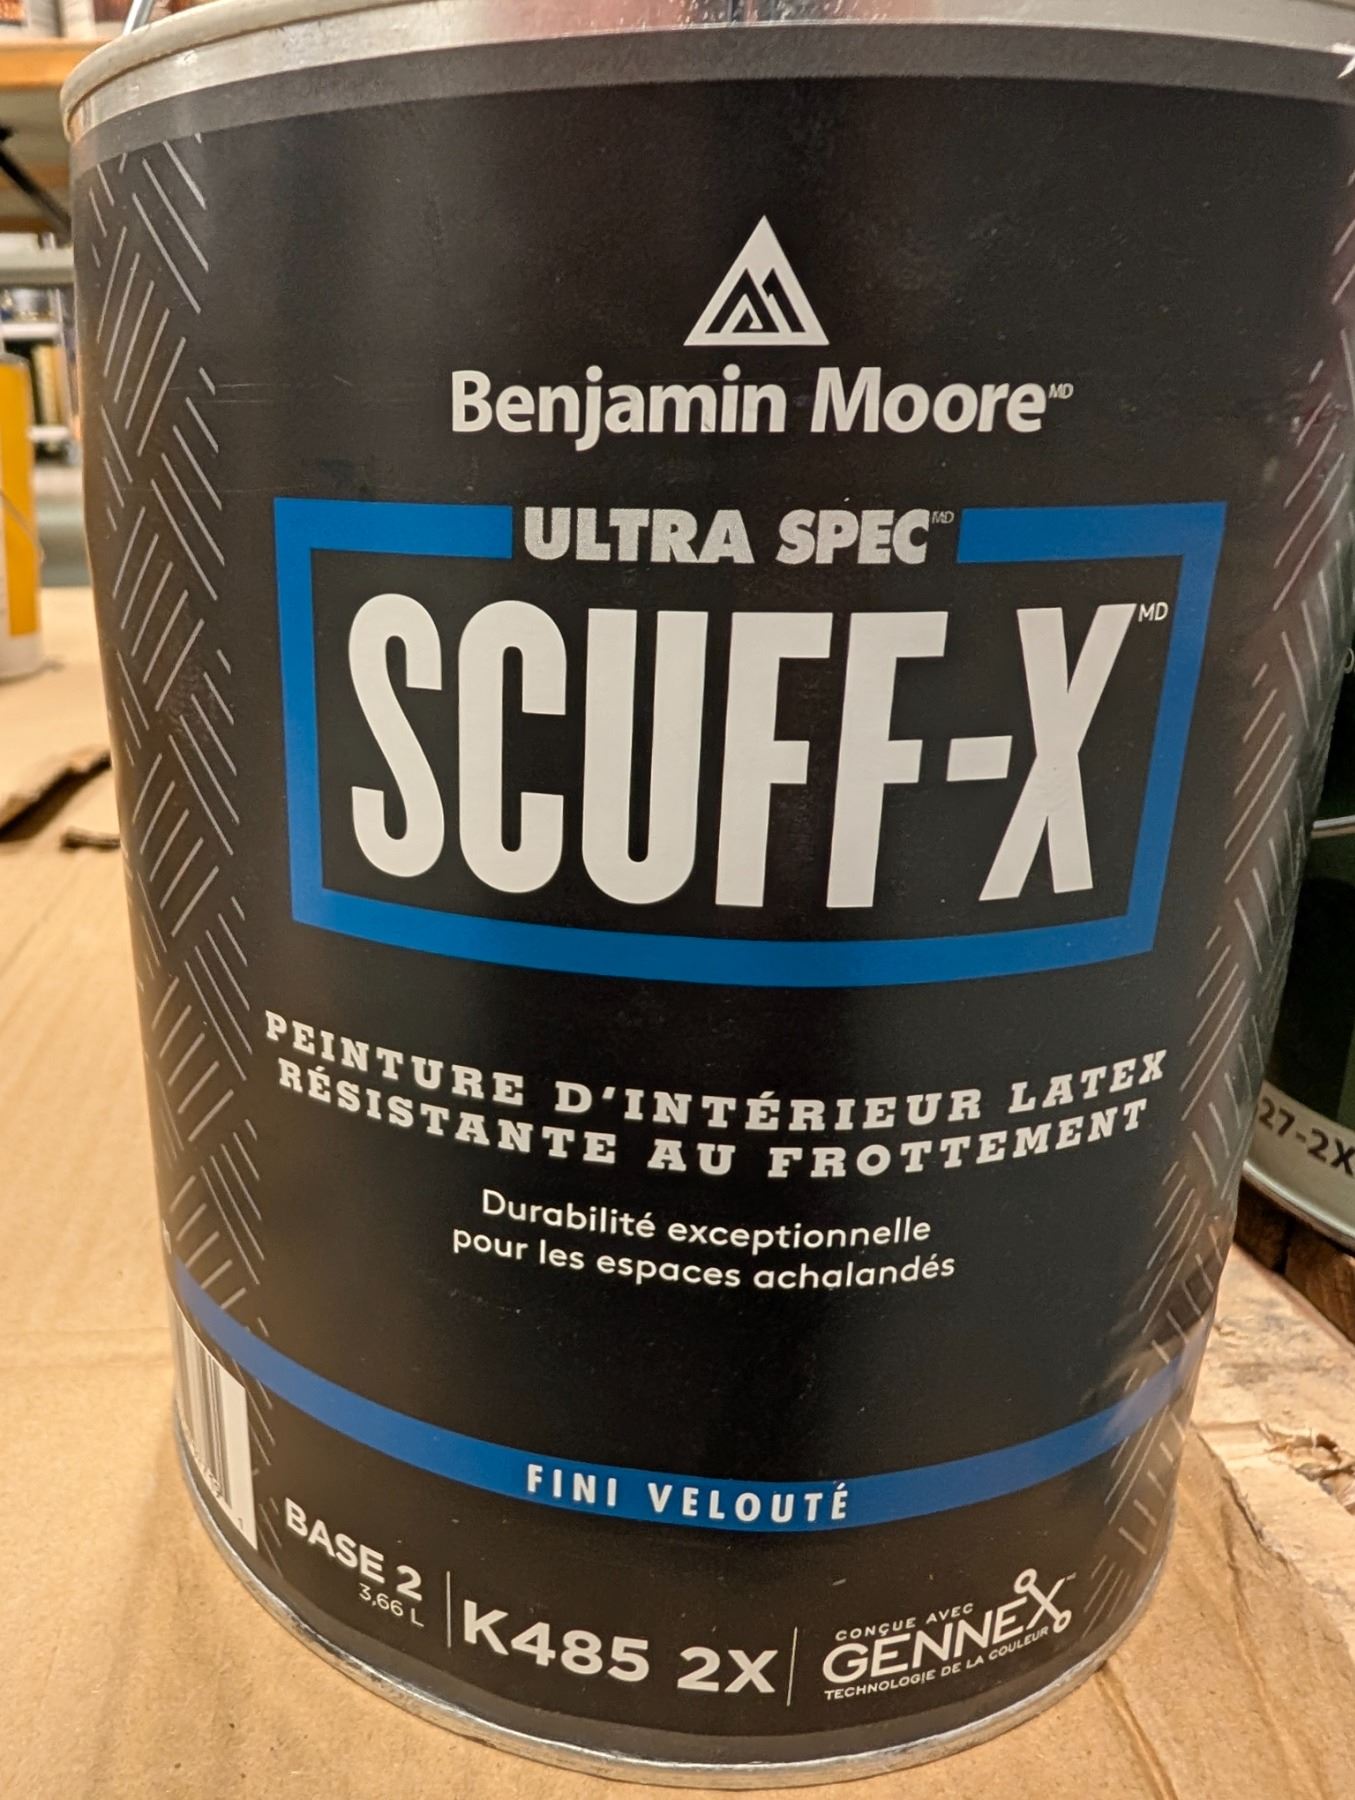 Benjamin Moore MD
ULTRA SPEC MD
SCUFF-X MD
PEINTURE D'INTÉRIEUR LATEX
RÉSISTANTE AU FROTTEMENT
Durabilité exceptionnelle
pour les espaces achalandés
FINI VELOUTÉ
BASE 2
3,66 L
K485 2X
CONÇUE AVEC
GENNEX
TECHNOLOGIE DE LA COULEUR
27-2X